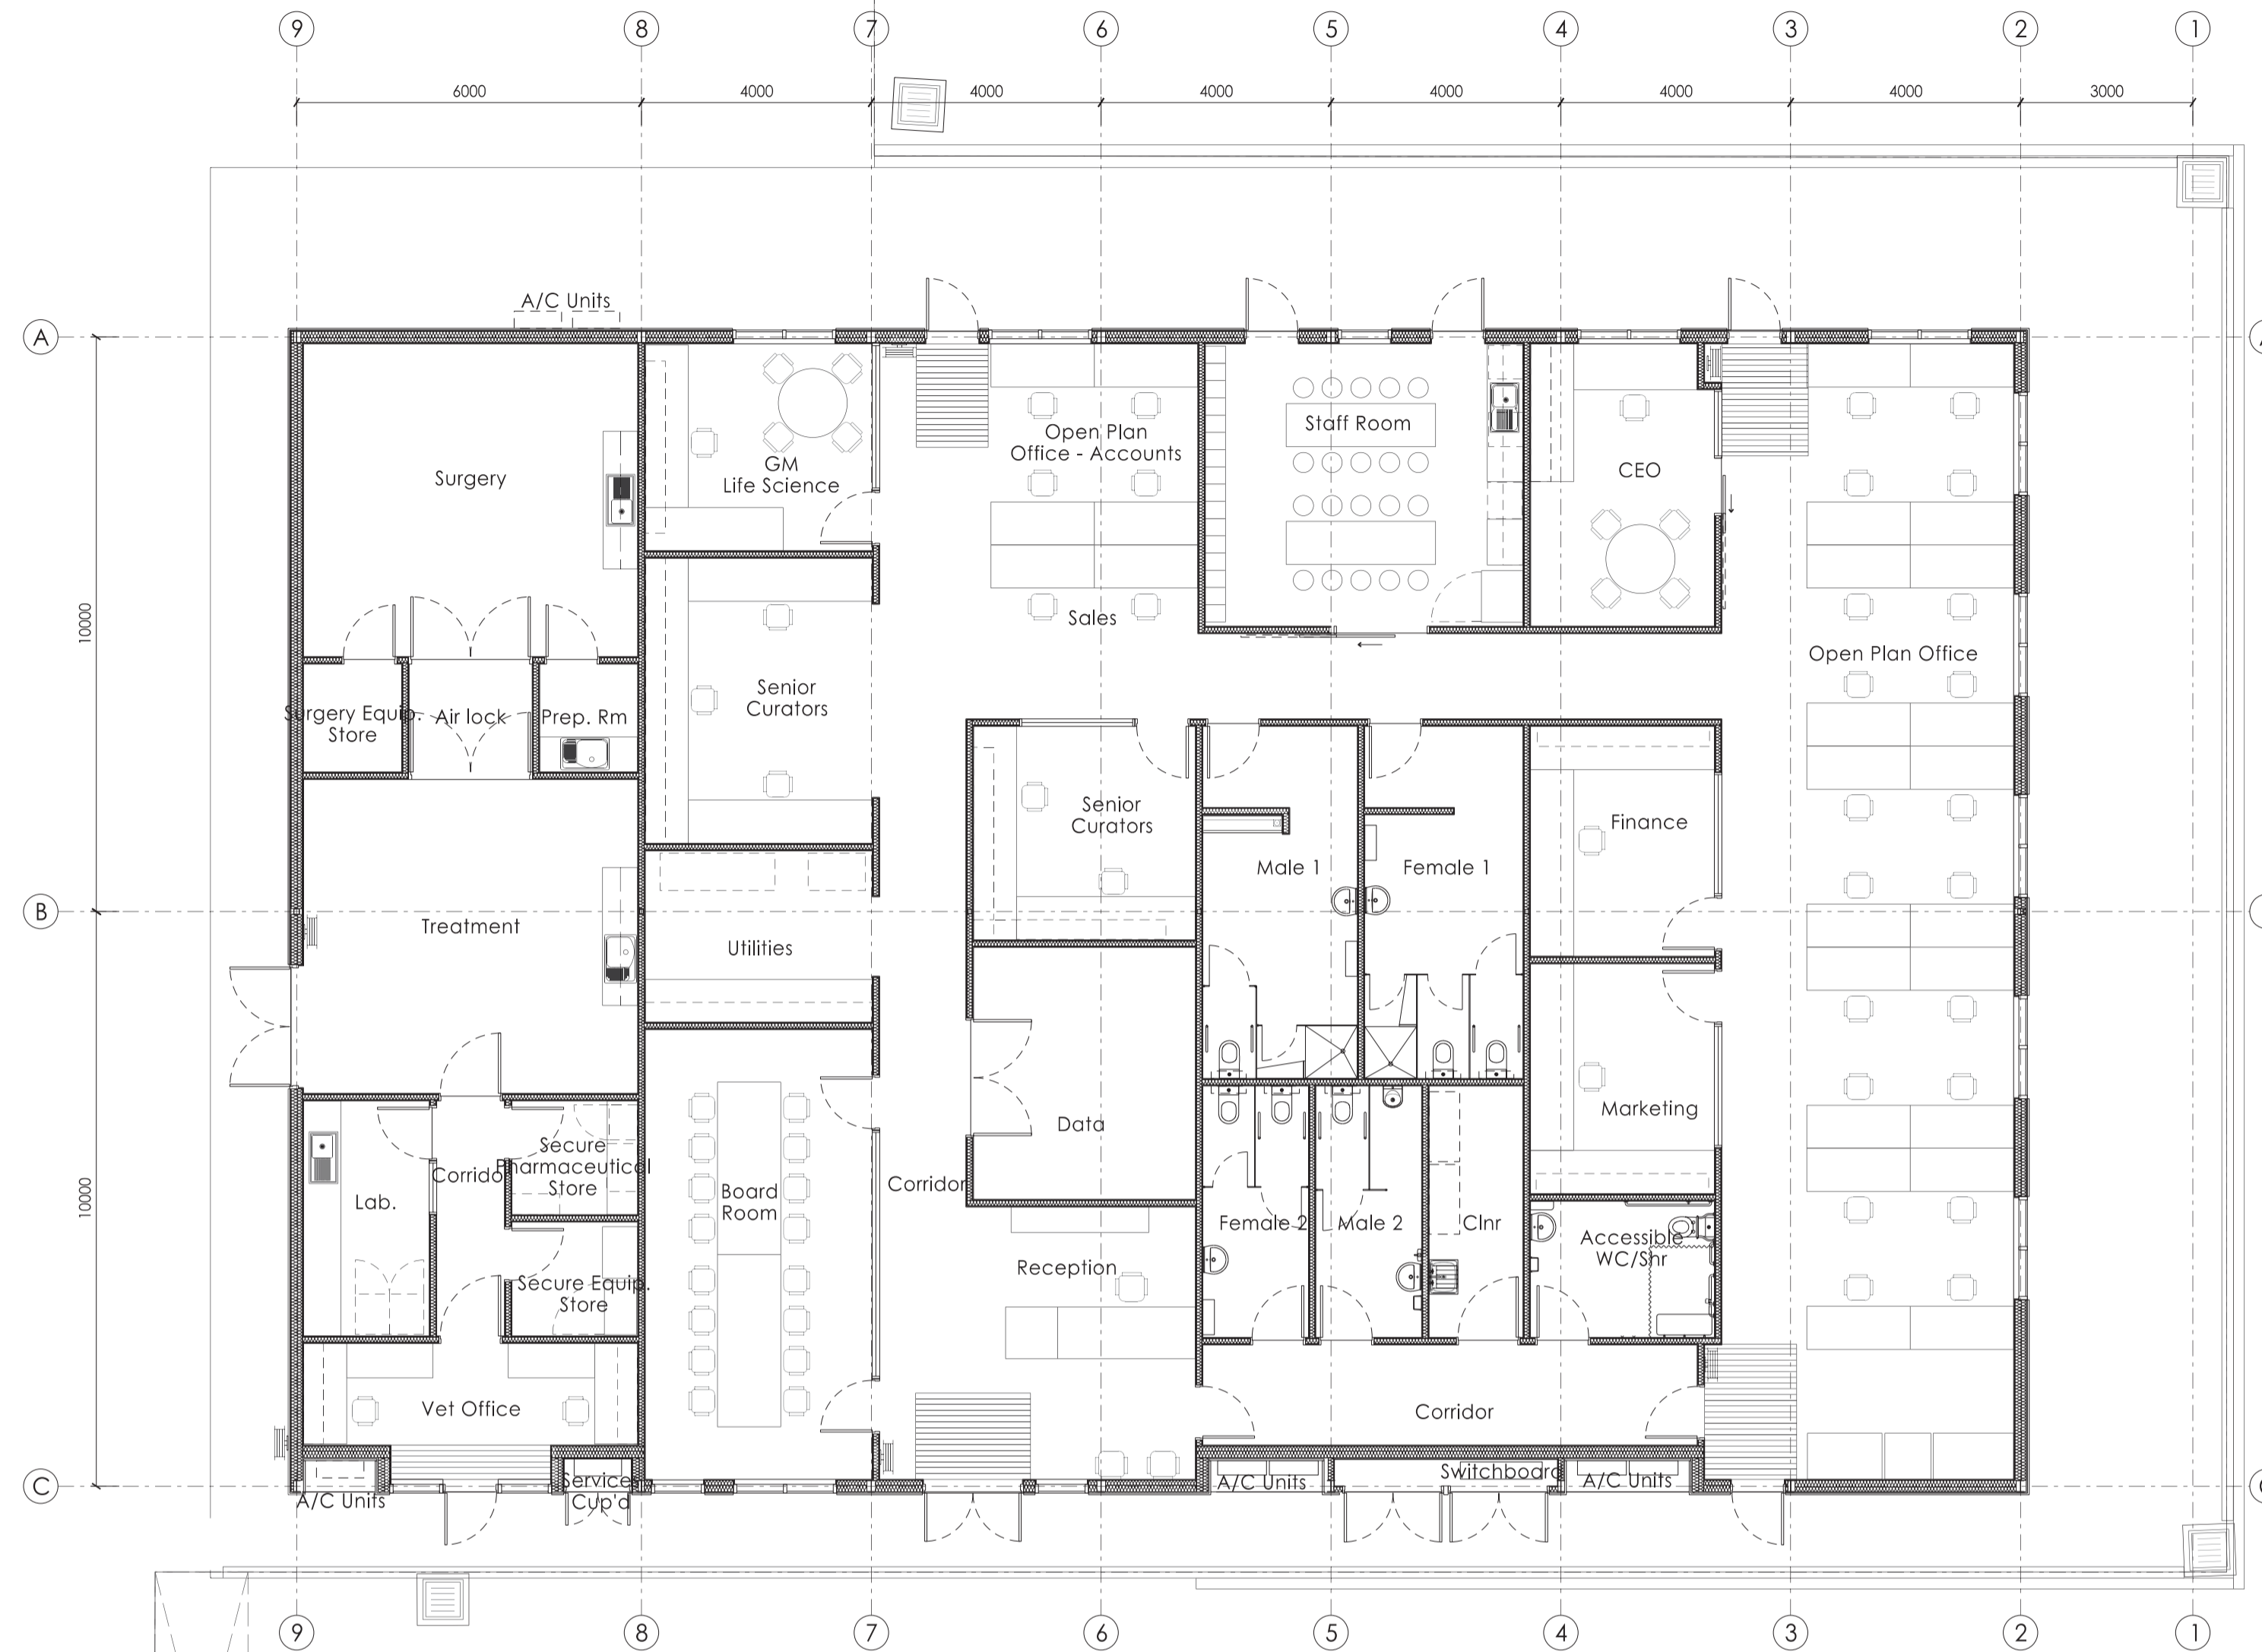 9 8 7 6 5 4 3 2 1
6000 4000 4000 4000 4000 4000 4000 3000
A/C Units
A
Surgery
GM
Life Science
Open Plan
Office - Accounts
Staff Room
CEO
10000
Sales
Open Plan Office
Surgery Equip.
Store
Air lock
Prep. Rm
Senior
Curators
Senior
Curators
Finance
Male 1
Female 1
B
Treatment
Utilities
Marketing
Data
Secure
Pharmaceutical
Store
Corridor
Lab.
Board
Room
Corridor
10000
Female 2
Male 2
Clnr
Accessible
WC/Shr
Reception
Secure Equip.
Store
Vet Office
Corridor
C
A/C Units
Services
Cup'd
A/C Units
Switchboard
A/C Units
9 8 7 6 5 4 3 2 1